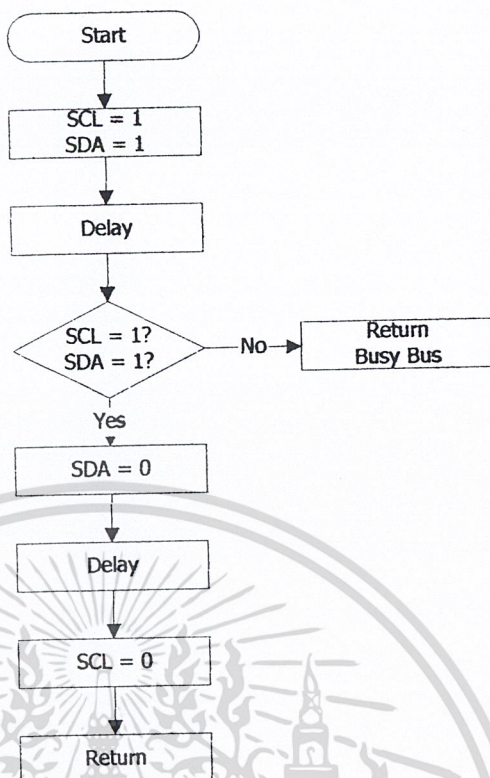 Start
SCL = 1
SDA = 1
Delay
SCL = 1?
SDA = 1?
No
Return
Busy Bus
Yes
SDA = 0
Delay
SCL = 0
Return